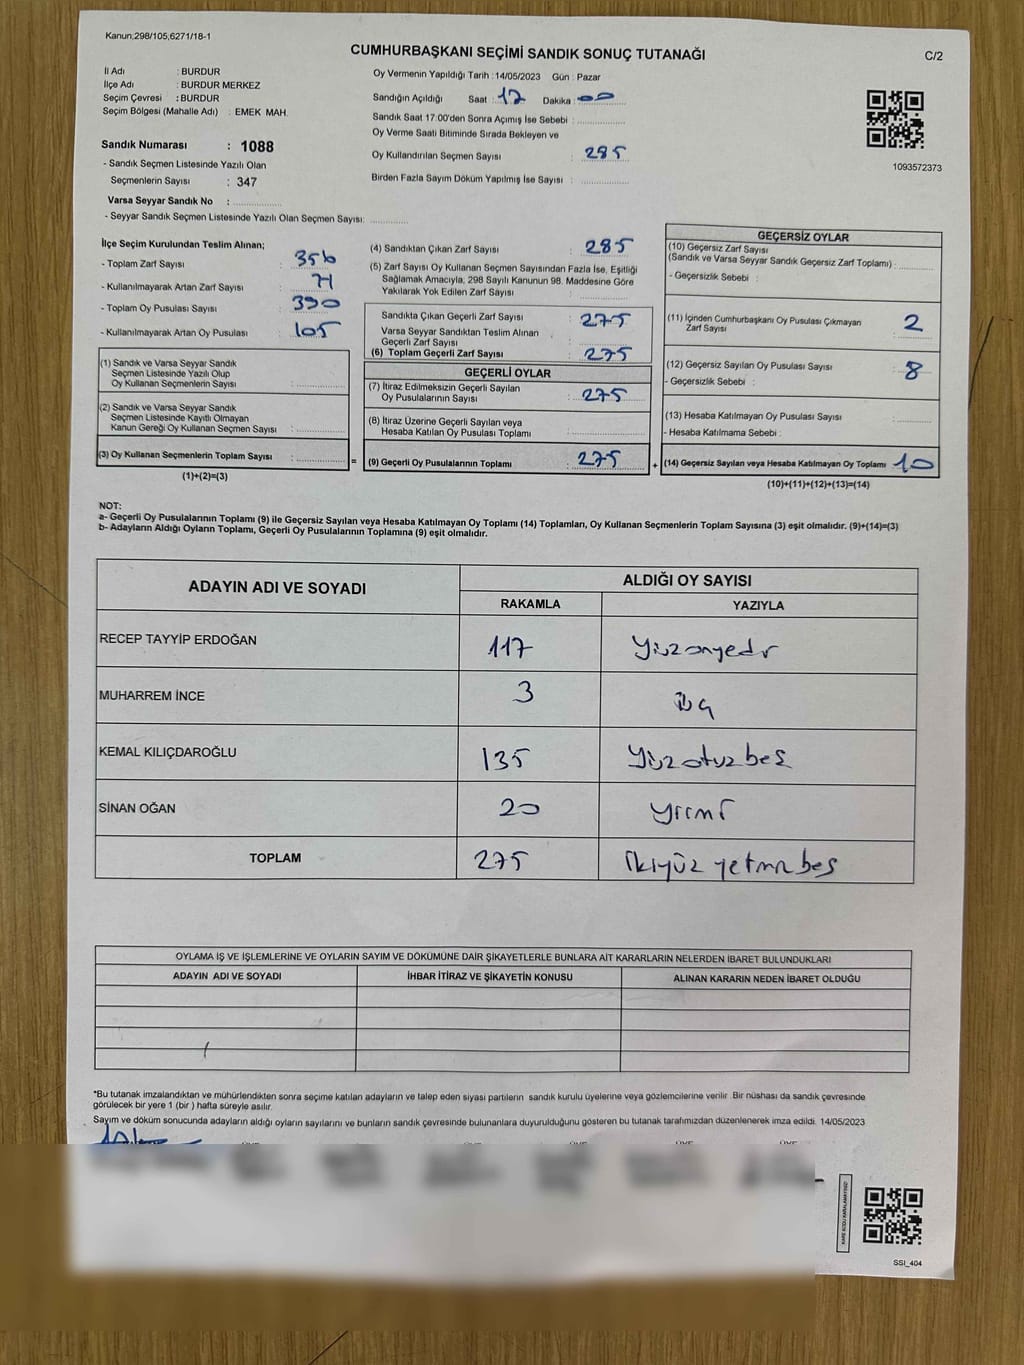 Kanun;298/105;6271/18-1
CUMHURBAŞKANI SEÇİMİ SANDIK SONUÇ TUTANAĞI
C/2
İl Adı : BURDUR
İlçe Adı : BURDUR MERKEZ
Seçim Çevresi : BURDUR
Seçim Bölgesi (Mahalle Adı) : EMEK MAH.
Sandık Numarası : 1088
- Sandık Seçmen Listesinde Yazılı Olan
Seçmenlerin Sayısı : 347
Varsa Seyyar Sandık No :
- Seyyar Sandık Seçmen Listesinde Yazılı Olan Seçmen Sayısı:
Oy Vermenin Yapıldığı Tarih :14/05/2023 Gün : Pazar
Sandığın Açıldığı Saat : 17 Dakika : 00
Sandık Saat 17:00'den Sonra Açımış İse Sebebi :
Oy Verme Saati Bitiminde Sırada Bekleyen ve
Oy Kullandırılan Seçmen Sayısı : 285
Birden Fazla Sayım Döküm Yapılmış İse Sayısı :
1093572373
İlçe Seçim Kurulundan Teslim Alınan;
- Toplam Zarf Sayısı : 356
- Kullanılmayarak Artan Zarf Sayısı : 71
- Toplam Oy Pusulası Sayısı : 390
- Kullanılmayarak Artan Oy Pusulası : 105
(1) Sandık ve Varsa Seyyar Sandık
Seçmen Listesinde Yazılı Olup
Oy Kullanan Seçmenlerin Sayısı :
(2) Sandık ve Varsa Seyyar Sandık
Seçmen Listesinde Kayıtlı Olmayan
Kanun Gereği Oy Kullanan Seçmen Sayısı :
(3) Oy Kullanan Seçmenlerin Toplam Sayısı : =
(1)+(2)=(3)
(4) Sandıktan Çıkan Zarf Sayısı : 285
(5) Zarf Sayısı Oy Kullanan Seçmen Sayısından Fazla İse, Eşitliği
Sağlamak Amacıyla, 298 Sayılı Kanunun 98. Maddesine Göre
Yakılarak Yok Edilen Zarf Sayısı :
Sandıkta Çıkan Geçerli Zarf Sayısı : 275
Varsa Seyyar Sandıktan Teslim Alınan
Geçerli Zarf Sayısı :
(6) Toplam Geçerli Zarf Sayısı : 275
GEÇERLİ OYLAR
(7) İtiraz Edilmeksizin Geçerli Sayılan
Oy Pusulalarının Sayısı : 275
(8) İtiraz Üzerine Geçerli Sayılan veya
Hesaba Katılan Oy Pusulası Toplamı :
(9) Geçerli Oy Pusulalarının Toplamı : 275 +
GEÇERSİZ OYLAR
(10) Geçersiz Zarf Sayısı
(Sandık ve Varsa Seyyar Sandık Geçersiz Zarf Toplamı) :
- Geçersizlik Sebebi :
(11) İçinden Cumhurbaşkanı Oy Pusulası Çıkmayan
Zarf Sayısı : 2
(12) Geçersiz Sayılan Oy Pusulası Sayısı : 8
- Geçersizlik Sebebi :
(13) Hesaba Katılmayan Oy Pusulası Sayısı :
- Hesaba Katılmama Sebebi :
(14) Geçersiz Sayılan veya Hesaba Katılmayan Oy Toplamı : 10
(10)+(11)+(12)+(13)=(14)
NOT:
a- Geçerli Oy Pusulalarının Toplamı (9) ile Geçersiz Sayılan veya Hesaba Katılmayan Oy Toplamı (14) Toplamları, Oy Kullanan Seçmenlerin Toplam Sayısına (3) eşit olmalıdır. (9)+(14)=(3)
b- Adayların Aldığı Oyların Toplamı, Geçerli Oy Pusulalarının Toplamına (9) eşit olmalıdır.
ADAYIN ADI VE SOYADI ALDIĞI OY SAYISI
RAKAMLA YAZIYLA
RECEP TAYYİP ERDOĞAN 117 Yüzonyedi
MUHARREM İNCE 3 üç
KEMAL KILIÇDAROĞLU 135 Yüzotuzbeş
SİNAN OĞAN 20 yirmi
TOPLAM 275 ikiyüz yetmiş beş
OYLAMA İŞ VE İŞLEMLERİNE VE OYLARIN SAYIM VE DÖKÜMÜNE DAİR ŞİKAYETLERLE BUNLARA AİT KARARLARIN NELERDEN İBARET BULUNDUKLARI
ADAYIN ADI VE SOYADI İHBAR İTİRAZ VE ŞİKAYETİN KONUSU ALINAN KARARIN NEDEN İBARET OLDUĞU
*Bu tutanak imzalandıktan ve mühürlendikten sonra seçime katılan adayların ve talep eden siyasi partilerin sandık kurulu üyelerine veya gözlemcilerine verilir. Bir nüshası da sandık çevresinde
görülecek bir yere 1 (bir) hafta süreyle asılır.
Sayım ve döküm sonucunda adayların aldığı oyların sayılarını ve bunların sandık çevresinde bulunanlara duyurulduğunu gösteren bu tutanak tarafımızdan düzenlenerek imza edildi. 14/05/2023
SSI_404